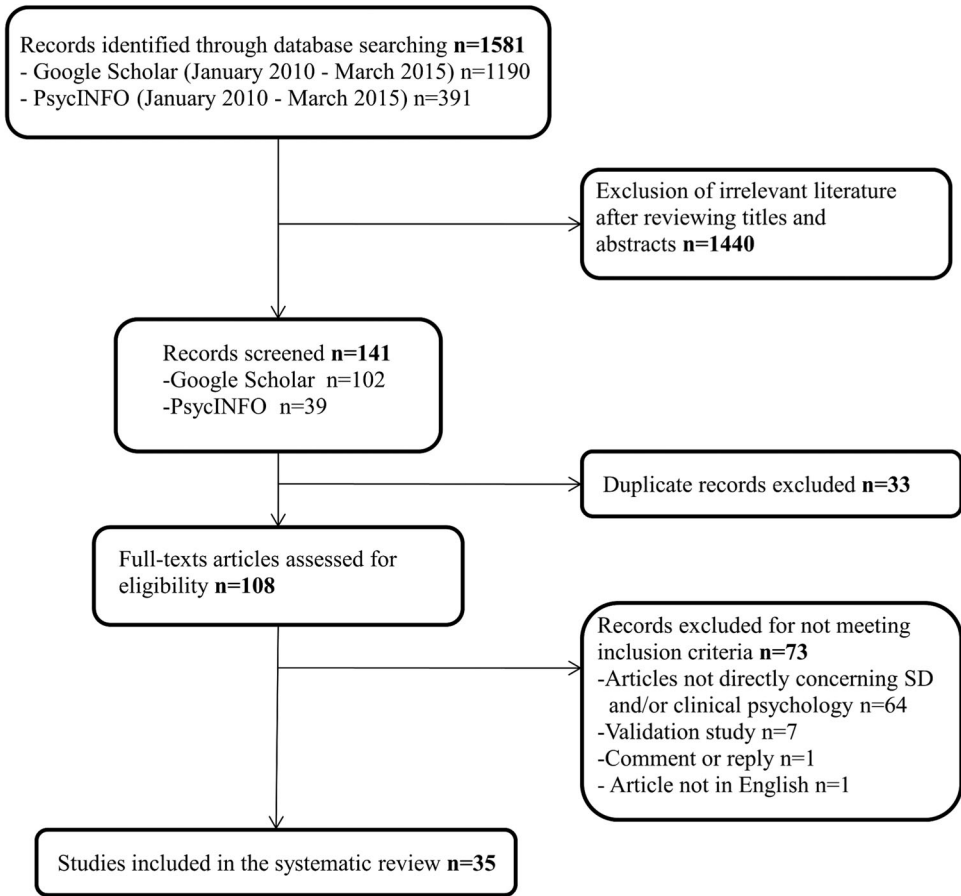 Records identified through database searching n=1581
- Google Scholar (January 2010 - March 2015) n=1190
- PsycINFO (January 2010 - March 2015) n=391
Exclusion of irrelevant literature
after reviewing titles and
abstracts n=1440
Records screened n=141
-Google Scholar n=102
-PsycINFO n=39
Duplicate records excluded n=33
Full-texts articles assessed for
eligibility n=108
Records excluded for not meeting
inclusion criteria n=73
-Articles not directly concerning SD
and/or clinical psychology n=64
-Validation study n=7
-Comment or reply n=1
- Article not in English n=1
Studies included in the systematic review n=35